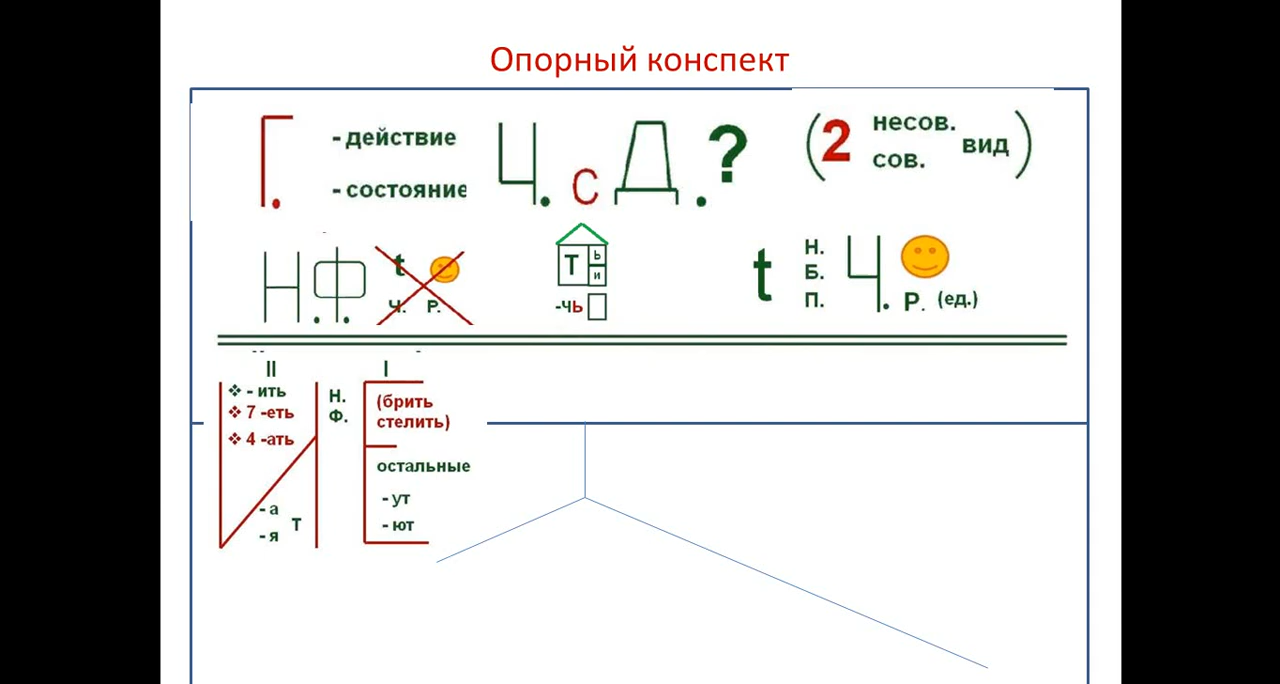 Опорный конспект
Г. - действие
- состояние
Ч. с Д. ?
(2 несов. вид)
сов.
Н. Ф.
t
Ч. Р.
Т ь
и
-ЧЬ
t Н. Ч.
Б.
П. Р. (ед.)
II I
- ить
7 -еть
4 -ать
- а
- я Т
Н.
Ф.
(брить
стелить)
остальные
- ут
- ют